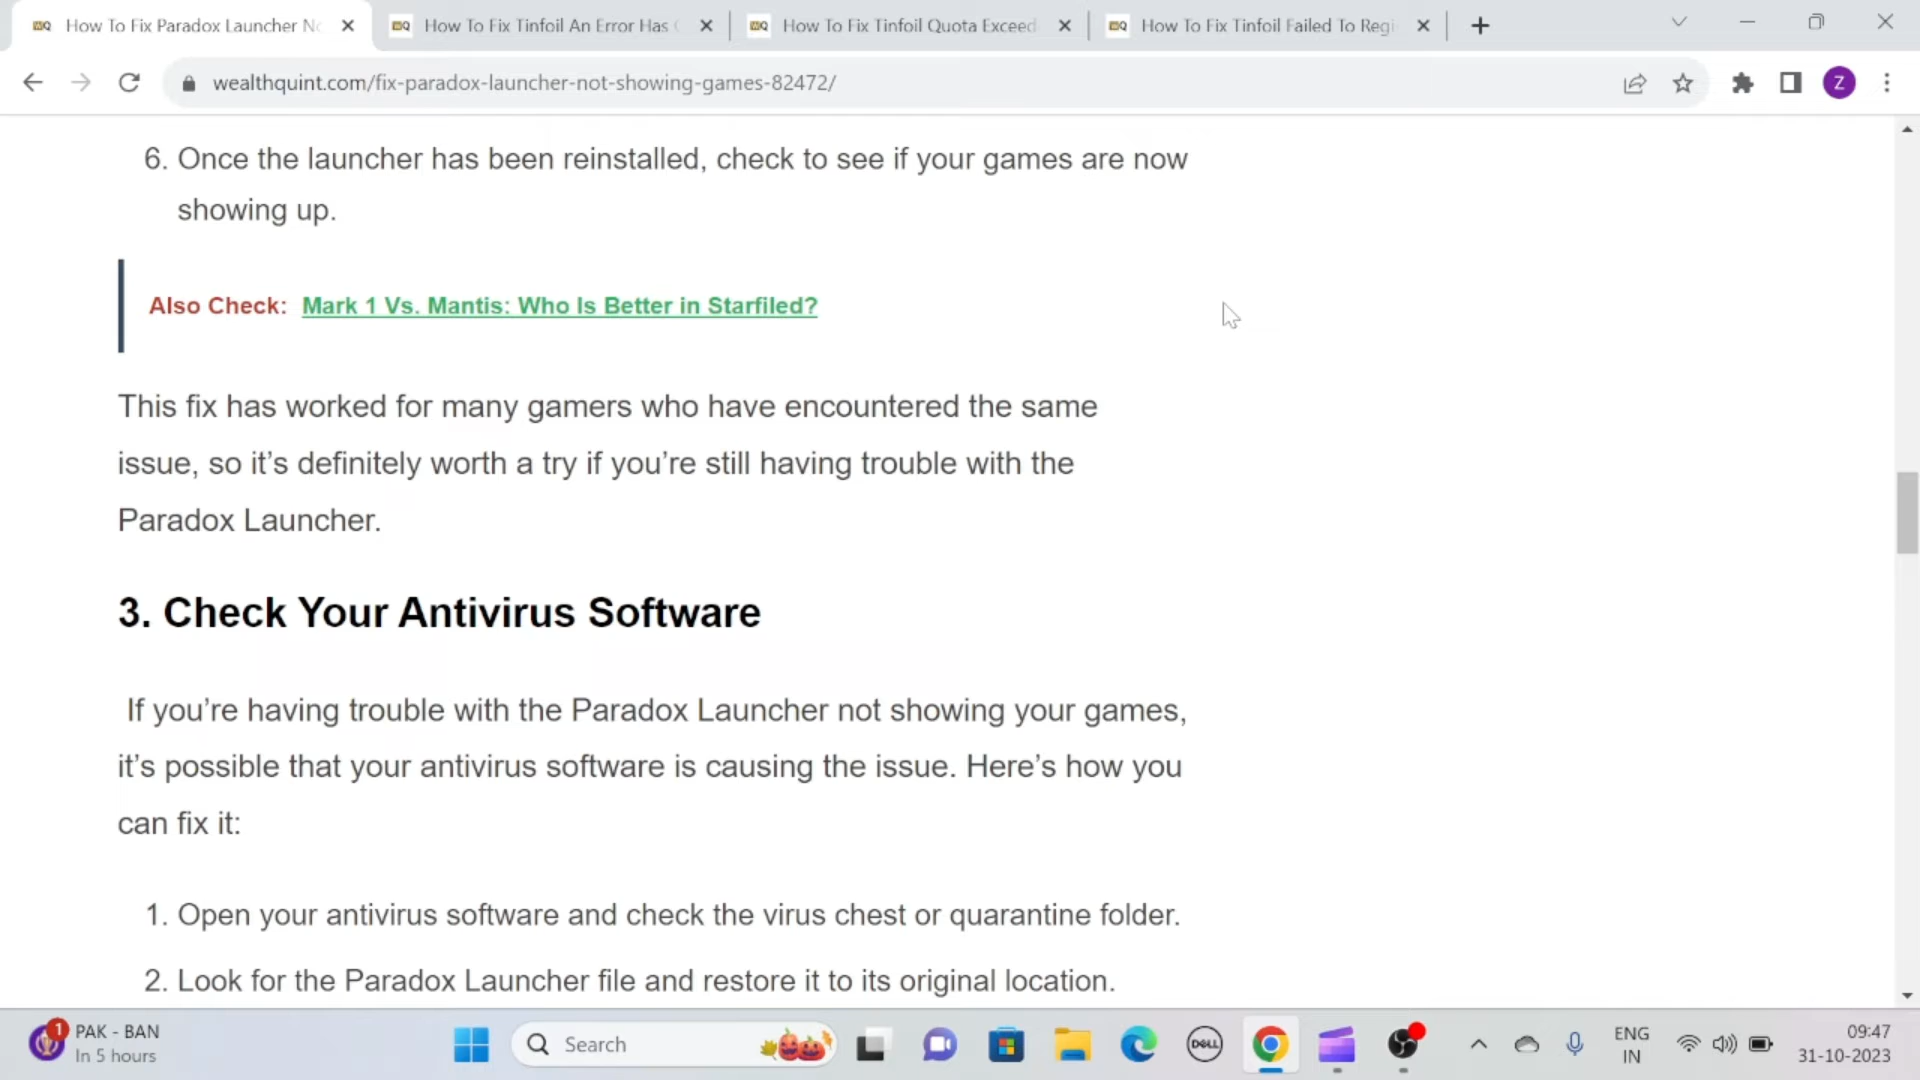 How To Fix Paradox Launcher No
How To Fix Tinfoil An Error Has
How To Fix Tinfoil Quota Exceed
How To Fix Tinfoil Failed To Regi
wealthquint.com/fix-paradox-launcher-not-showing-games-82472/
Z
6. Once the launcher has been reinstalled, check to see if your games are now
showing up.
Also Check: Mark 1 Vs. Mantis: Who Is Better in Starfiled?
This fix has worked for many gamers who have encountered the same
issue, so it’s definitely worth a try if you’re still having trouble with the
Paradox Launcher.
3. Check Your Antivirus Software
If you’re having trouble with the Paradox Launcher not showing your games,
it’s possible that your antivirus software is causing the issue. Here’s how you
can fix it:
1. Open your antivirus software and check the virus chest or quarantine folder.
2. Look for the Paradox Launcher file and restore it to its original location.
1
PAK - BAN
In 5 hours
Search
DELL
ENG
IN
09:47
31-10-2023